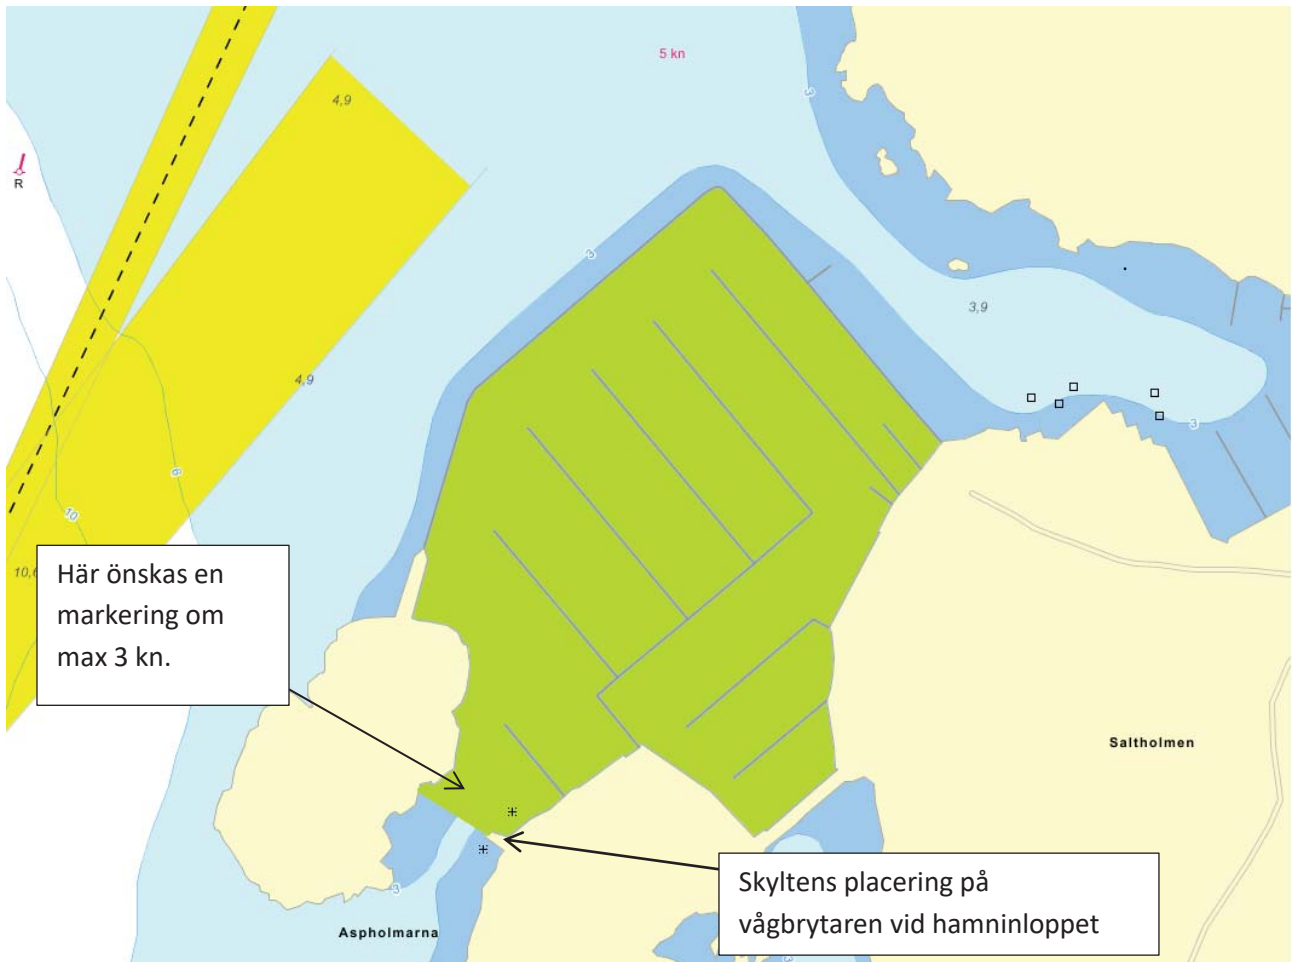 5 kn
3
4,9
R
3
3,9
4,9
3
6
10
10,6
Här önskas en
markering om
max 3 kn.
Saltholmen
Skyltens placering på
vågbrytaren vid hamninloppet
3
Aspholmarna
3